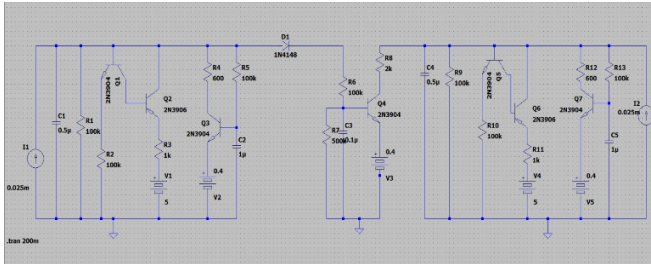 D1
1N4148
R8
2k
C4
0.5µ
R9
100k
2N3904
Q5
R12
600
R13
100k
R4
600
R5
100k
2N3904
Q1
Q2
2N3906
R6
100k
Q4
2N3904
Q6
2N3906
Q7
2N3904
I2
0.025m
C1
0.5µ
R1
100k
Q3
2N3904
R7
500k
C3
0.1µ
R10
100k
C5
1µ
I1
0.025m
R2
100k
R3
1k
C2
1µ
R11
1k
V1
5
0.4
V2
0.4
V3
V4
5
0.4
V5
.tran 200m